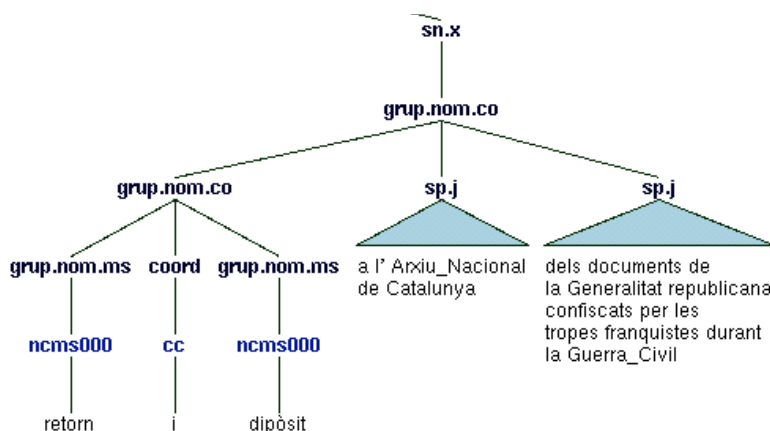 sn.x
grup.nom.co
grup.nom.co sp.j sp.j
grup.nom.ms coord grup.nom.ms
a l' Arxiu_Nacional
de Catalunya
dels documents de
la Generalitat republicana
confiscats per les
tropes franquistes durant
la Guerra_Civil
ncms000 cc ncms000
retorn i dipòsit